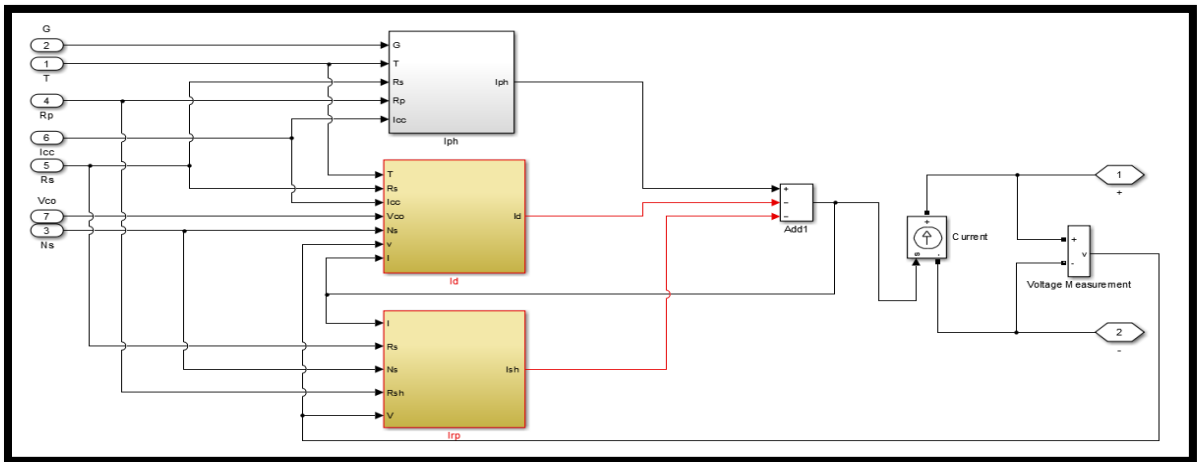 G
2
1
T
4
Rp
6
Icc
5
Rs
Vco
7
3
Ns
G
T
Rs
Rp
Icc
Iph
Iph
T
Rs
Icc
Vco
Ns
v
I
Id
Id
I
Rs
Ns
Rsh
V
Ish
Irp
+
−
−
Add1
+
s
-
Current
+
-
v
Voltage Measurement
1
+
2
-